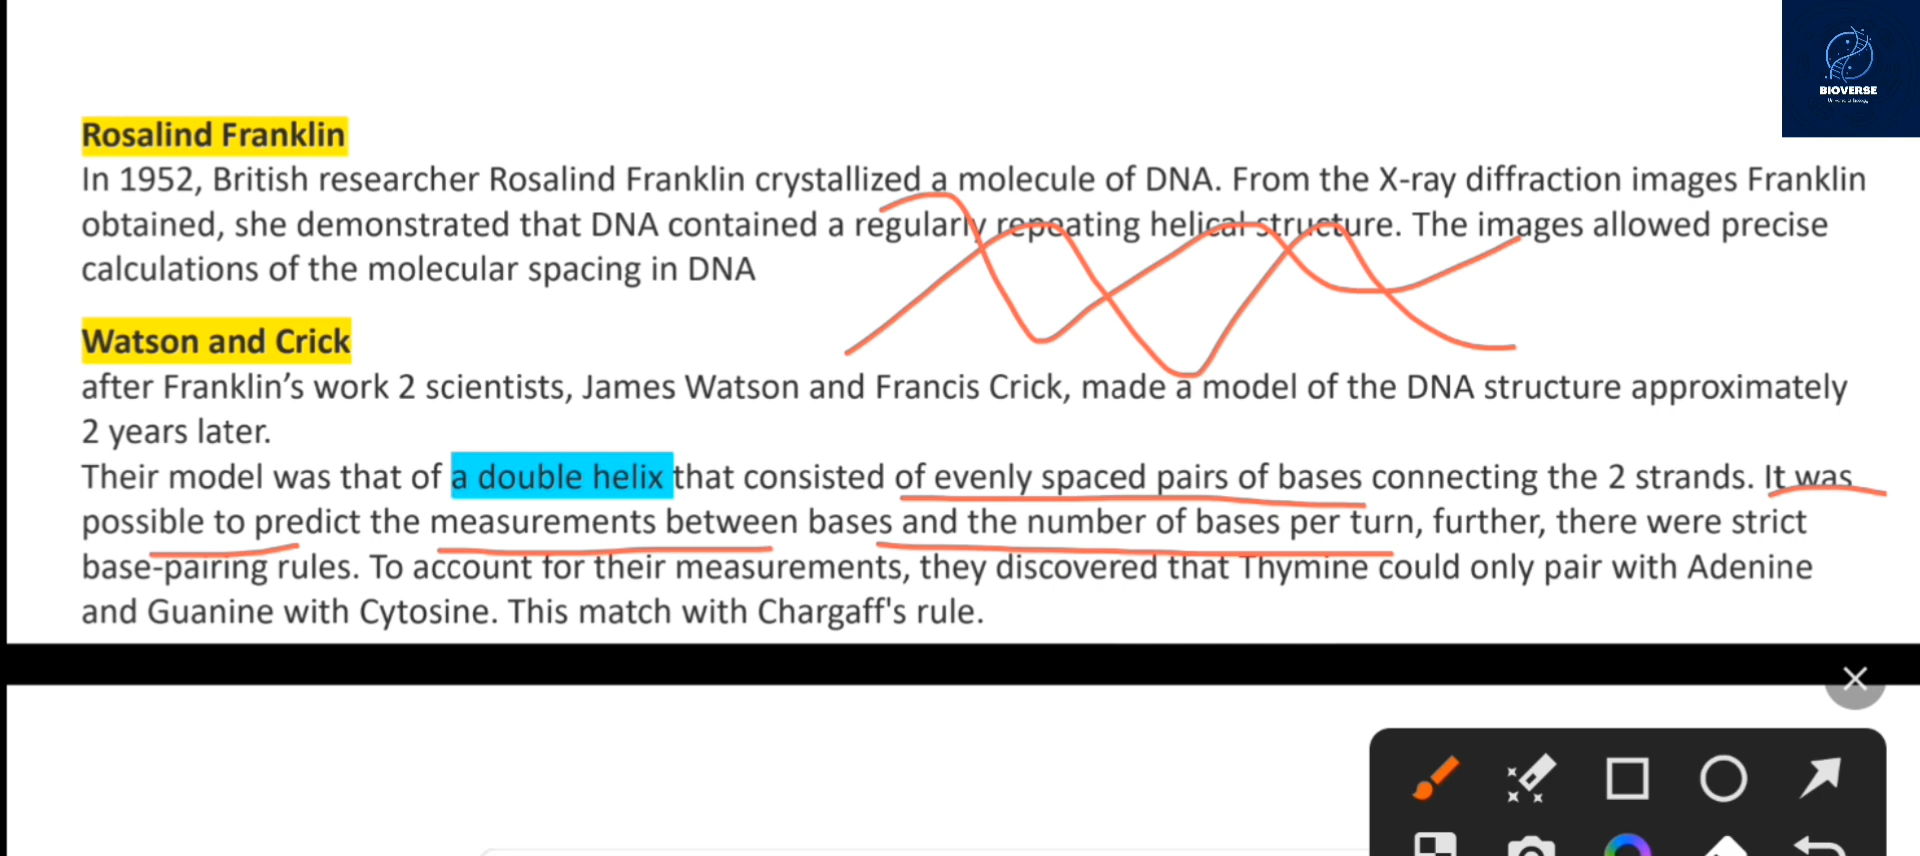 BIOVERSE
Rosalind Franklin
In 1952, British researcher Rosalind Franklin crystallized a molecule of DNA. From the X-ray diffraction images Franklin
obtained, she demonstrated that DNA contained a regularly repeating helical structure. The images allowed precise
calculations of the molecular spacing in DNA
Watson and Crick
after Franklin’s work 2 scientists, James Watson and Francis Crick, made a model of the DNA structure approximately
2 years later.
Their model was that of a double helix that consisted of evenly spaced pairs of bases connecting the 2 strands. It was
possible to predict the measurements between bases and the number of bases per turn, further, there were strict
base-pairing rules. To account for their measurements, they discovered that Thymine could only pair with Adenine
and Guanine with Cytosine. This match with Chargaff's rule.